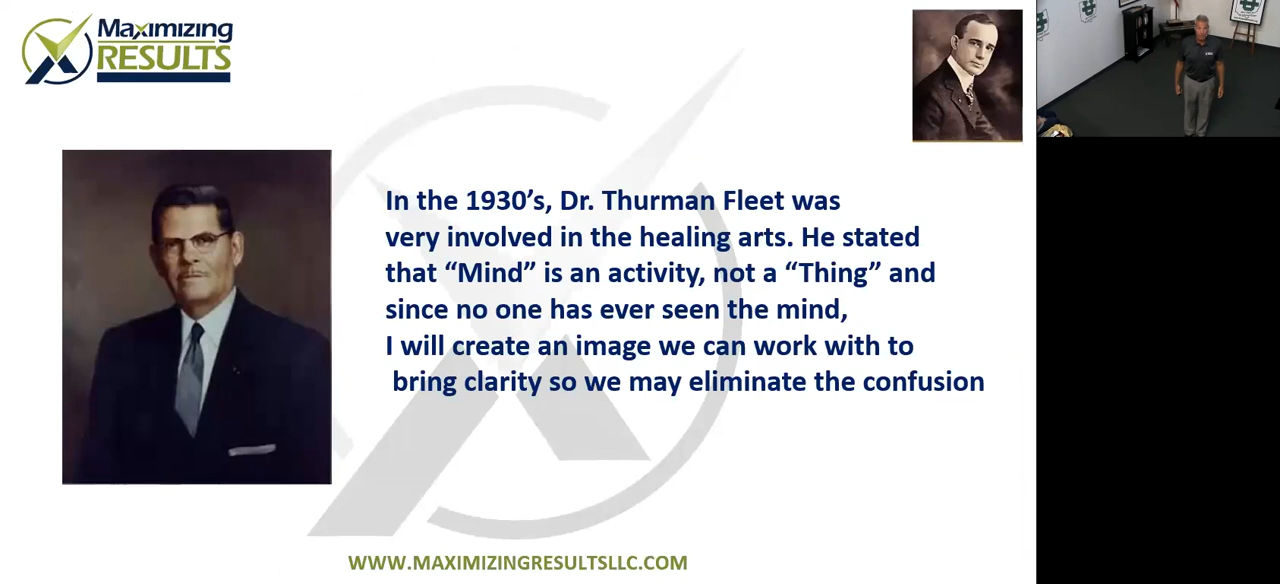 Maximizing
RESULTS
In the 1930’s, Dr. Thurman Fleet was
very involved in the healing arts. He stated
that “Mind” is an activity, not a “Thing” and
since no one has ever seen the mind,
I will create an image we can work with to
bring clarity so we may eliminate the confusion
WWW.MAXIMIZINGRESULTSLLC.COM